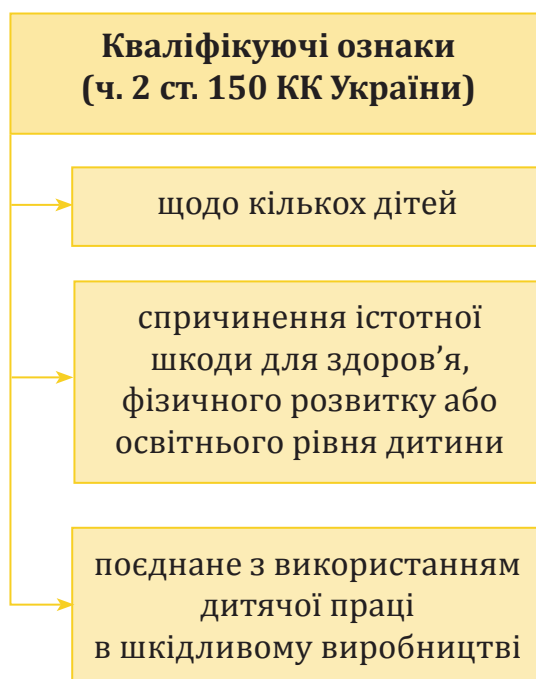 Кваліфікуючі ознаки
(ч. 2 ст. 150 КК України)
щодо кількох дітей
спричинення істотної
шкоди для здоров’я,
фізичного розвитку або
освітнього рівня дитини
поєднане з використанням
дитячої праці
в шкідливому виробництві